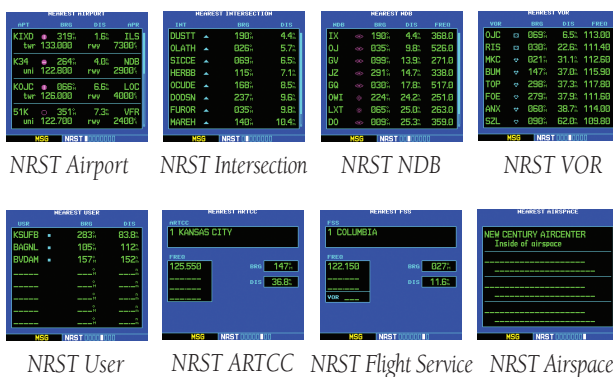 NEAREST AIRPORT
APT BRG DIS APR
KIXD 319° 1.6 ILS
twr 133.000 rwy 7300
K34 264° 4.0 NDB
uni 122.800 rwy 2900
KOJC 066° 6.6 LOC
twr 126.000 rwy 4000
51K 351° 7.3 VFR
uni 122.700 rwy 2400
MSG NRST
NEAREST INTERSECTION
INT BRG DIS
DUSTT 190° 4.4
OLATH 026° 5.7
SICCE 069° 6.5
HERBB 115° 7.1
OCUDE 168° 8.5
DODSN 237° 9.6
FUROR 035° 9.8
MAREH 140° 10.4
MSG NRST
NEAREST NDB
NDB BRG DIS
IX 190° 4.4 368.0
OJ 035° 9.8 526.0
GV 099° 13.9 271.0
JZ 291° 14.7 338.0
GQ 030° 17.8 517.0
OWI 224° 24.2 251.0
LXT 065° 25.0 263.0
DO 009° 25.3 359.0
MSG NRST
NEAREST VOR
VOR BRG DIS
OJC 069° 6.5 113.00
RIS 030° 22.6 111.40
MKC 021° 31.1 112.60
BUM 147° 37.0 115.90
TOP 298° 37.3 117.80
FOE 279° 37.9 111.60
ANX 060° 38.7 114.00
SZL 090° 62.0 109.80
MSG NRST
NRST Airport
NRST Intersection
NRST NDB
NRST VOR
NEAREST USER
USR BRG DIS
KSUFB 283° 83.8
BAGNL 105° 112
BVDAM 157° 152
MSG NRST
NEAREST ARTCC
ARTCC
1 KANSAS CITY
FREQ
125.550 BRG 147°
DIS 36.8
MSG NRST
NEAREST FSS
FSS
1 COLUMBIA
FREQ
122.150 BRG 027°
DIS 11.6
VOR
MSG NRST
NEAREST AIRSPACE
NEW CENTURY AIRCENTER
Inside of airspace
MSG NRST
NRST User
NRST ARTCC
NRST Flight Service
NRST Airspace